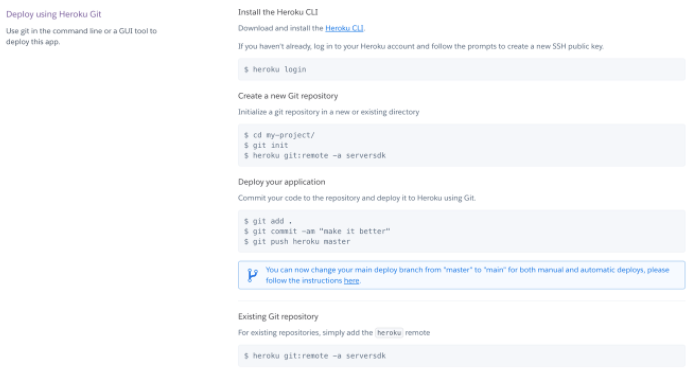 Deploy using Heroku Git
Use git in the command line or a GUI tool to
deploy this app.
Install the Heroku CLI
Download and install the Heroku CLI.
If you haven't already, log in to your Heroku account and follow the prompts to create a new SSH public key.
$ heroku login
Create a new Git repository
Initialize a git repository in a new or existing directory
$ cd my-project/
$ git init
$ heroku git:remote -a serversdk
Deploy your application
Commit your code to the repository and deploy it to Heroku using Git.
$ git add .
$ git commit -am "make it better"
$ git push heroku master
You can now change your main deploy branch from "master" to "main" for both manual and automatic deploys, please
follow the instructions here.
Existing Git repository
For existing repositories, simply add the heroku remote
$ heroku git:remote -a serversdk